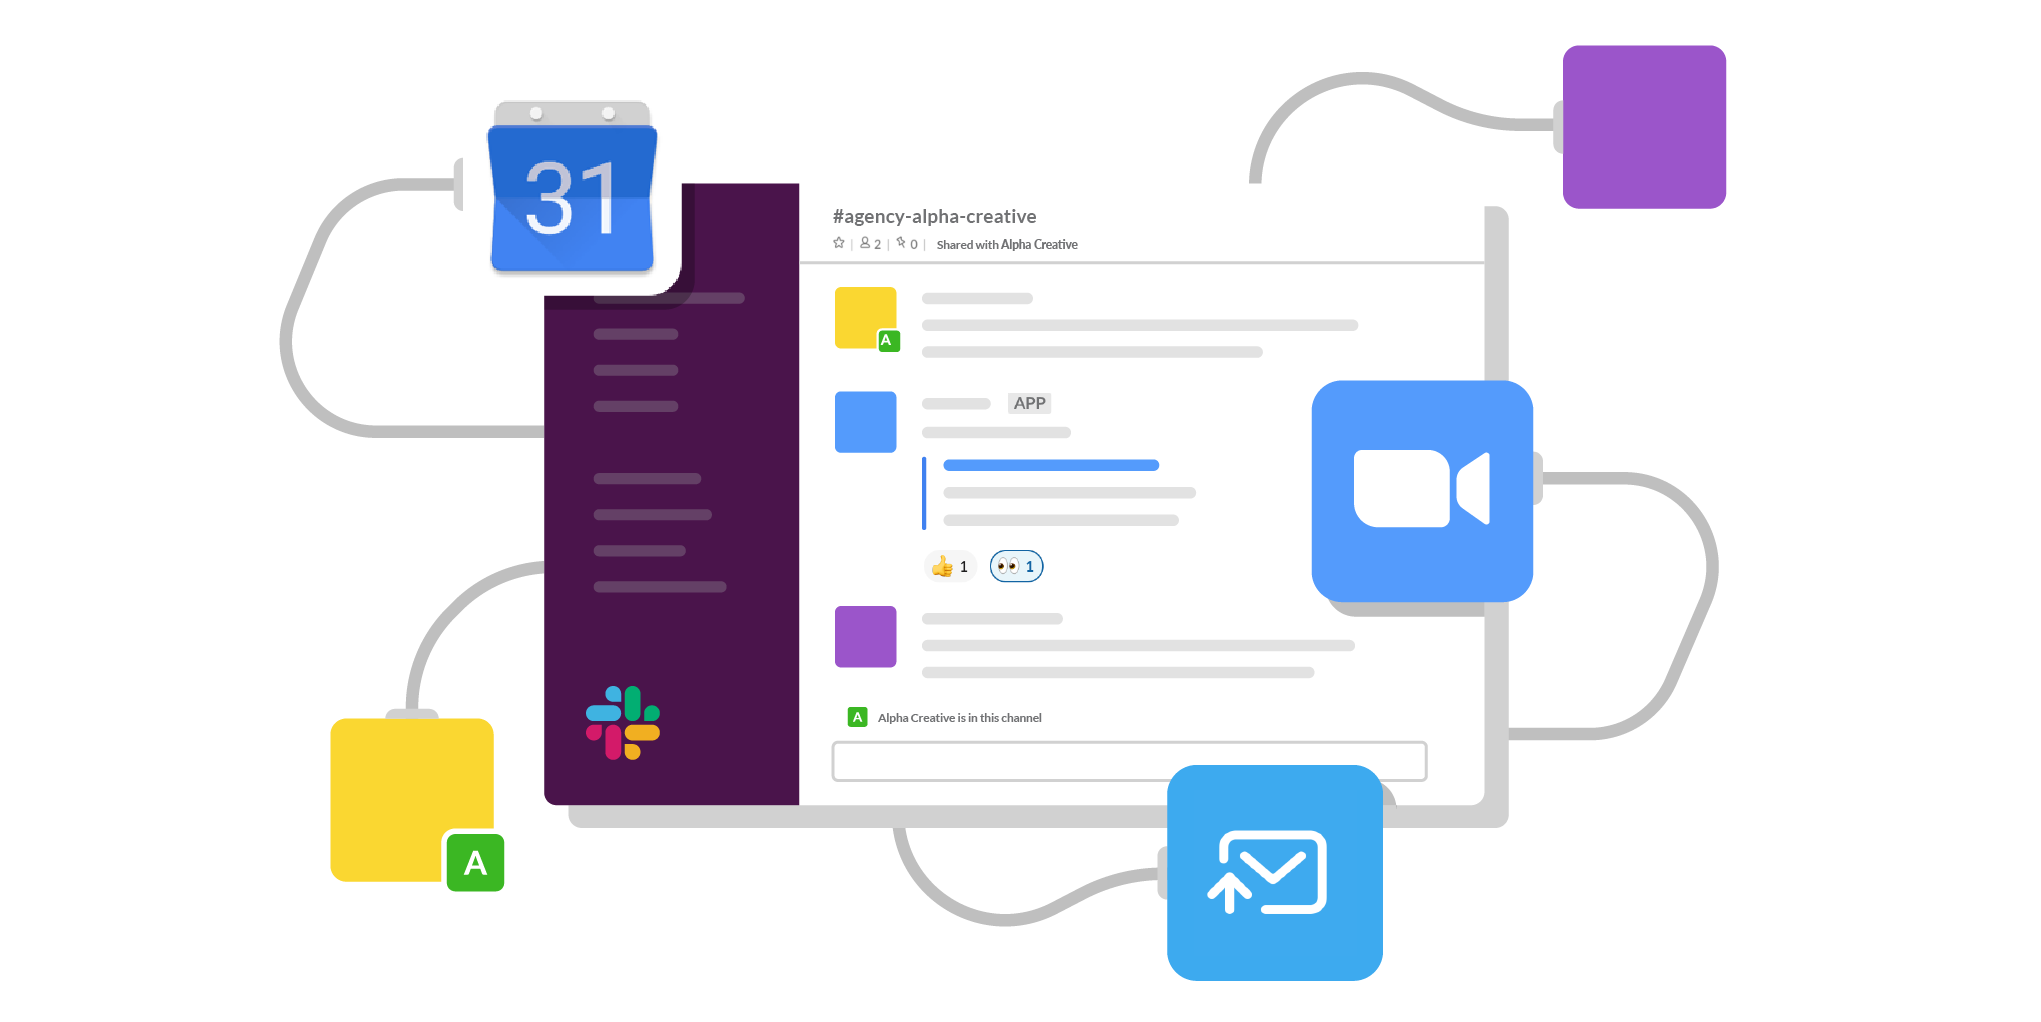 31
#agency-alpha-creative
2 0 Shared with Alpha Creative
A
APP
1 1
A Alpha Creative is in this channel
A